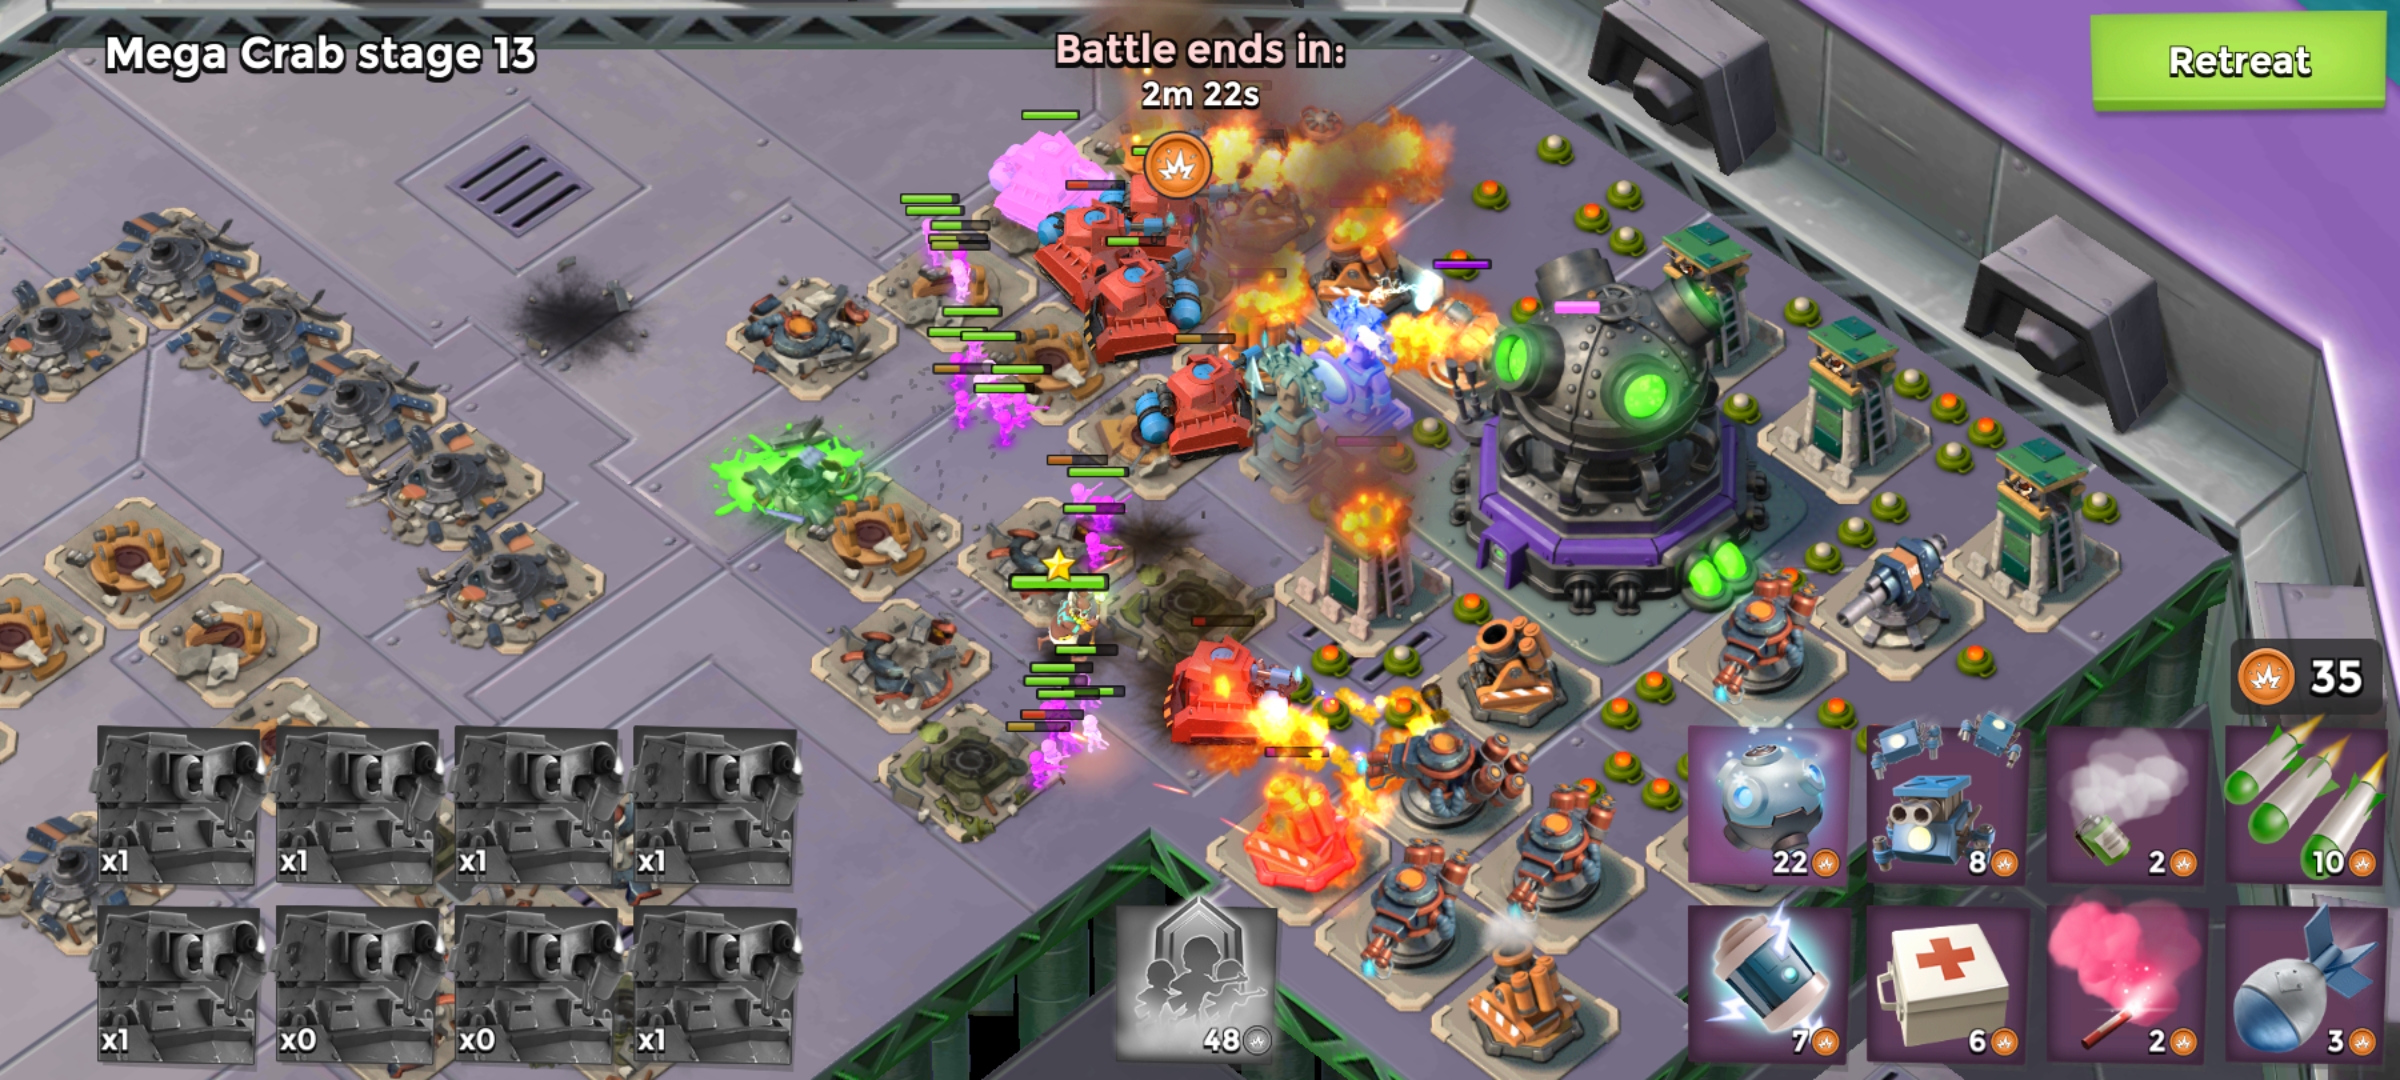 Mega Crab stage 13
Battle ends in:
2m 22s
Retreat
35
x1 x1 x1 x1
22 8 2 10
x1 x0 x0 x1
48
7 6 2 3